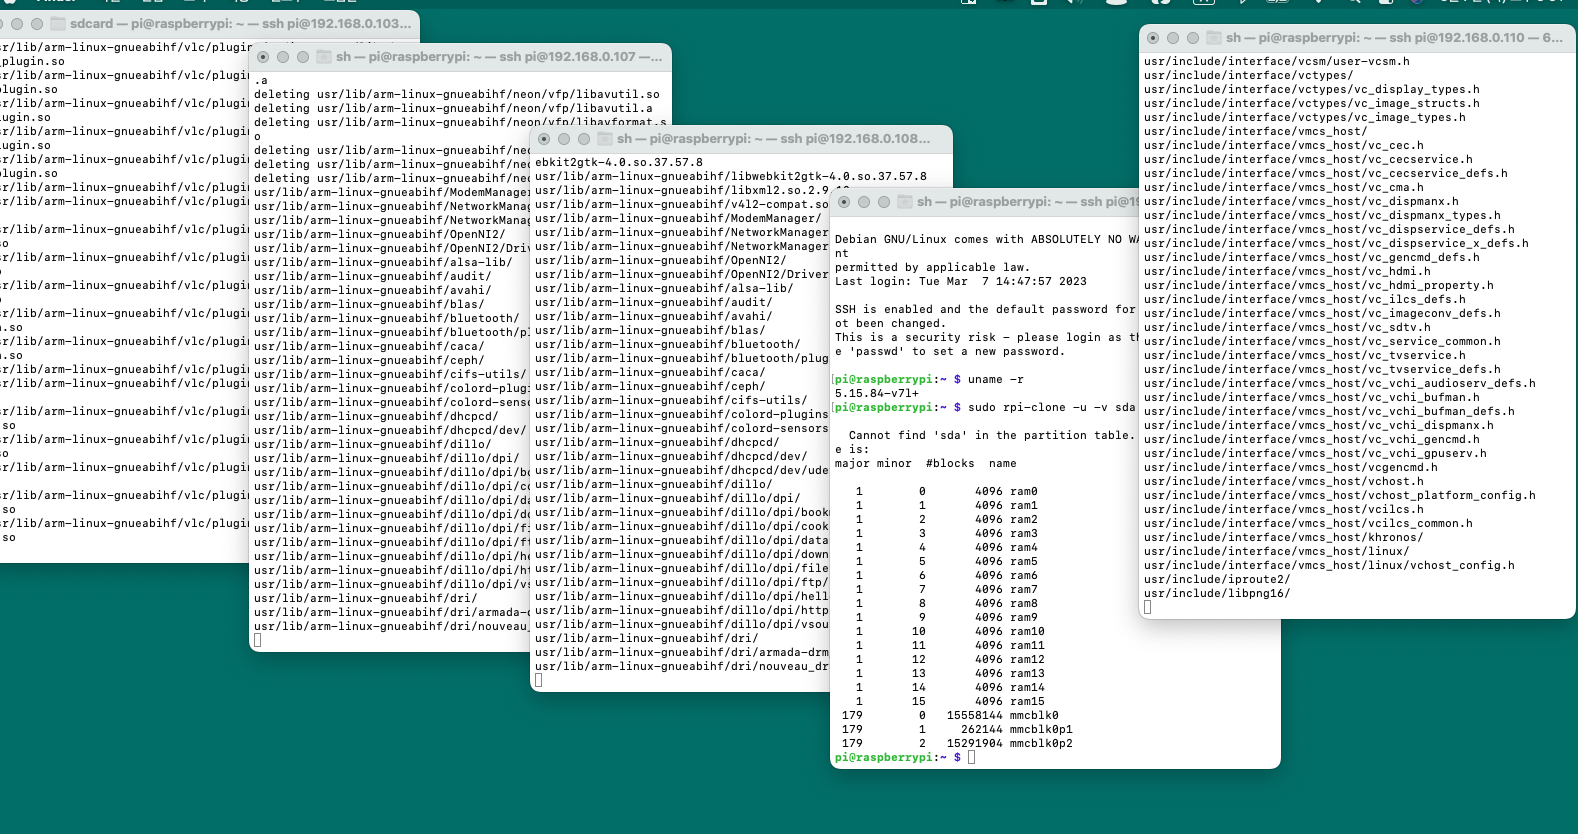 sdcard — pi@raspberrypi: ~ — ssh pi@192.168.0.103...
sr/lib/arm-linux-gnueabihf/vlc/plugin
plugin.so
sr/lib/arm-linux-gnueabihf/vlc/plugin
lugin.so
sr/lib/arm-linux-gnueabihf/vlc/plugin
lugin.so
sr/lib/arm-linux-gnueabihf/vlc/plugin
lugin.so
sr/lib/arm-linux-gnueabihf/vlc/plugin
lugin.so
sr/lib/arm-linux-gnueabihf/vlc/plugin
sr/lib/arm-linux-gnueabihf/vlc/plugin
so
sr/lib/arm-linux-gnueabihf/vlc/plugin
sr/lib/arm-linux-gnueabihf/vlc/plugin
sr/lib/arm-linux-gnueabihf/vlc/plugin
.so
sr/lib/arm-linux-gnueabihf/vlc/plugin
.so
sr/lib/arm-linux-gnueabihf/vlc/plugin
sr/lib/arm-linux-gnueabihf/vlc/plugin
sr/lib/arm-linux-gnueabihf/vlc/plugin
so
sr/lib/arm-linux-gnueabihf/vlc/plugin
so
sr/lib/arm-linux-gnueabihf/vlc/plugin
so
sr/lib/arm-linux-gnueabihf/vlc/plugin
so
sh — pi@raspberrypi: ~ — ssh pi@192.168.0.107 —...
.a
deleting usr/lib/arm-linux-gnueabihf/neon/vfp/libavutil.so
deleting usr/lib/arm-linux-gnueabihf/neon/vfp/libavutil.a
deleting usr/lib/arm-linux-gnueabihf/neon/vfp/libavformat.s
o
deleting usr/lib/arm-linux-gnueabihf/neo
deleting usr/lib/arm-linux-gnueabihf/neo
deleting usr/lib/arm-linux-gnueabihf/neo
usr/lib/arm-linux-gnueabihf/ModemManager
usr/lib/arm-linux-gnueabihf/NetworkManag
usr/lib/arm-linux-gnueabihf/NetworkManag
usr/lib/arm-linux-gnueabihf/OpenNI2/
usr/lib/arm-linux-gnueabihf/OpenNI2/Driv
usr/lib/arm-linux-gnueabihf/alsa-lib/
usr/lib/arm-linux-gnueabihf/audit/
usr/lib/arm-linux-gnueabihf/avahi/
usr/lib/arm-linux-gnueabihf/blas/
usr/lib/arm-linux-gnueabihf/bluetooth/
usr/lib/arm-linux-gnueabihf/bluetooth/pl
usr/lib/arm-linux-gnueabihf/caca/
usr/lib/arm-linux-gnueabihf/ceph/
usr/lib/arm-linux-gnueabihf/cifs-utils/
usr/lib/arm-linux-gnueabihf/colord-plugi
usr/lib/arm-linux-gnueabihf/colord-senso
usr/lib/arm-linux-gnueabihf/dhcpcd/
usr/lib/arm-linux-gnueabihf/dhcpcd/dev/
usr/lib/arm-linux-gnueabihf/dillo/
usr/lib/arm-linux-gnueabihf/dillo/dpi/
usr/lib/arm-linux-gnueabihf/dillo/dpi/bo
usr/lib/arm-linux-gnueabihf/dillo/dpi/co
usr/lib/arm-linux-gnueabihf/dillo/dpi/da
usr/lib/arm-linux-gnueabihf/dillo/dpi/do
usr/lib/arm-linux-gnueabihf/dillo/dpi/fi
usr/lib/arm-linux-gnueabihf/dillo/dpi/ft
usr/lib/arm-linux-gnueabihf/dillo/dpi/he
usr/lib/arm-linux-gnueabihf/dillo/dpi/ht
usr/lib/arm-linux-gnueabihf/dillo/dpi/vs
usr/lib/arm-linux-gnueabihf/dri/
usr/lib/arm-linux-gnueabihf/dri/armada-d
usr/lib/arm-linux-gnueabihf/dri/nouveau_
sh — pi@raspberrypi: ~ — ssh pi@192.168.0.108...
ebkit2gtk-4.0.so.37.57.8
usr/lib/arm-linux-gnueabihf/libwebkit2gtk-4.0.so.37.57.8
usr/lib/arm-linux-gnueabihf/libxml2.so.2.9.10
usr/lib/arm-linux-gnueabihf/v4l2-compat.so
usr/lib/arm-linux-gnueabihf/ModemManager/
usr/lib/arm-linux-gnueabihf/NetworkManager
usr/lib/arm-linux-gnueabihf/NetworkManager
usr/lib/arm-linux-gnueabihf/OpenNI2/
usr/lib/arm-linux-gnueabihf/OpenNI2/Driver
usr/lib/arm-linux-gnueabihf/alsa-lib/
usr/lib/arm-linux-gnueabihf/audit/
usr/lib/arm-linux-gnueabihf/avahi/
usr/lib/arm-linux-gnueabihf/blas/
usr/lib/arm-linux-gnueabihf/bluetooth/
usr/lib/arm-linux-gnueabihf/bluetooth/plug
usr/lib/arm-linux-gnueabihf/caca/
usr/lib/arm-linux-gnueabihf/ceph/
usr/lib/arm-linux-gnueabihf/cifs-utils/
usr/lib/arm-linux-gnueabihf/colord-plugins
usr/lib/arm-linux-gnueabihf/colord-sensors
usr/lib/arm-linux-gnueabihf/dhcpcd/
usr/lib/arm-linux-gnueabihf/dhcpcd/dev/
usr/lib/arm-linux-gnueabihf/dhcpcd/dev/ude
usr/lib/arm-linux-gnueabihf/dillo/
usr/lib/arm-linux-gnueabihf/dillo/dpi/
usr/lib/arm-linux-gnueabihf/dillo/dpi/book
usr/lib/arm-linux-gnueabihf/dillo/dpi/cook
usr/lib/arm-linux-gnueabihf/dillo/dpi/data
usr/lib/arm-linux-gnueabihf/dillo/dpi/down
usr/lib/arm-linux-gnueabihf/dillo/dpi/file
usr/lib/arm-linux-gnueabihf/dillo/dpi/ftp/
usr/lib/arm-linux-gnueabihf/dillo/dpi/hell
usr/lib/arm-linux-gnueabihf/dillo/dpi/http
usr/lib/arm-linux-gnueabihf/dillo/dpi/vsou
usr/lib/arm-linux-gnueabihf/dri/
usr/lib/arm-linux-gnueabihf/dri/armada-drm
usr/lib/arm-linux-gnueabihf/dri/nouveau_dr
sh — pi@raspberrypi: ~ — ssh pi@19
Debian GNU/Linux comes with ABSOLUTELY NO WA
nt
permitted by applicable law.
Last login: Tue Mar  7 14:47:57 2023
SSH is enabled and the default password for
ot been changed.
This is a security risk - please login as th
e 'passwd' to set a new password.
pi@raspberrypi:~ $ uname -r
5.15.84-v7l+
pi@raspberrypi:~ $ sudo rpi-clone -u -v sda
Cannot find 'sda' in the partition table.
e is:
major minor  #blocks  name
1        0       4096 ram0
1        1       4096 ram1
1        2       4096 ram2
1        3       4096 ram3
1        4       4096 ram4
1        5       4096 ram5
1        6       4096 ram6
1        7       4096 ram7
1        8       4096 ram8
1        9       4096 ram9
1       10       4096 ram10
1       11       4096 ram11
1       12       4096 ram12
1       13       4096 ram13
1       14       4096 ram14
1       15       4096 ram15
179        0   15558144 mmcblk0
179        1     262144 mmcblk0p1
179        2   15291904 mmcblk0p2
pi@raspberrypi:~ $
sh — pi@raspberrypi: ~ — ssh pi@192.168.0.110 — 6...
usr/include/interface/vcsm/user-vcsm.h
usr/include/interface/vctypes/
usr/include/interface/vctypes/vc_display_types.h
usr/include/interface/vctypes/vc_image_structs.h
usr/include/interface/vctypes/vc_image_types.h
usr/include/interface/vmcs_host/
usr/include/interface/vmcs_host/vc_cec.h
usr/include/interface/vmcs_host/vc_cecservice.h
usr/include/interface/vmcs_host/vc_cecservice_defs.h
usr/include/interface/vmcs_host/vc_cma.h
usr/include/interface/vmcs_host/vc_dispmanx.h
usr/include/interface/vmcs_host/vc_dispmanx_types.h
usr/include/interface/vmcs_host/vc_dispservice_defs.h
usr/include/interface/vmcs_host/vc_dispservice_x_defs.h
usr/include/interface/vmcs_host/vc_gencmd_defs.h
usr/include/interface/vmcs_host/vc_hdmi.h
usr/include/interface/vmcs_host/vc_hdmi_property.h
usr/include/interface/vmcs_host/vc_ilcs_defs.h
usr/include/interface/vmcs_host/vc_imageconv_defs.h
usr/include/interface/vmcs_host/vc_sdtv.h
usr/include/interface/vmcs_host/vc_service_common.h
usr/include/interface/vmcs_host/vc_tvservice.h
usr/include/interface/vmcs_host/vc_tvservice_defs.h
usr/include/interface/vmcs_host/vc_vchi_audioserv_defs.h
usr/include/interface/vmcs_host/vc_vchi_bufman.h
usr/include/interface/vmcs_host/vc_vchi_bufman_defs.h
usr/include/interface/vmcs_host/vc_vchi_dispmanx.h
usr/include/interface/vmcs_host/vc_vchi_gencmd.h
usr/include/interface/vmcs_host/vc_vchi_gpuserv.h
usr/include/interface/vmcs_host/vcgencmd.h
usr/include/interface/vmcs_host/vchost.h
usr/include/interface/vmcs_host/vchost_platform_config.h
usr/include/interface/vmcs_host/vcilcs.h
usr/include/interface/vmcs_host/vcilcs_common.h
usr/include/interface/vmcs_host/khronos/
usr/include/interface/vmcs_host/linux/
usr/include/interface/vmcs_host/linux/vchost_config.h
usr/include/iproute2/
usr/include/libpng16/